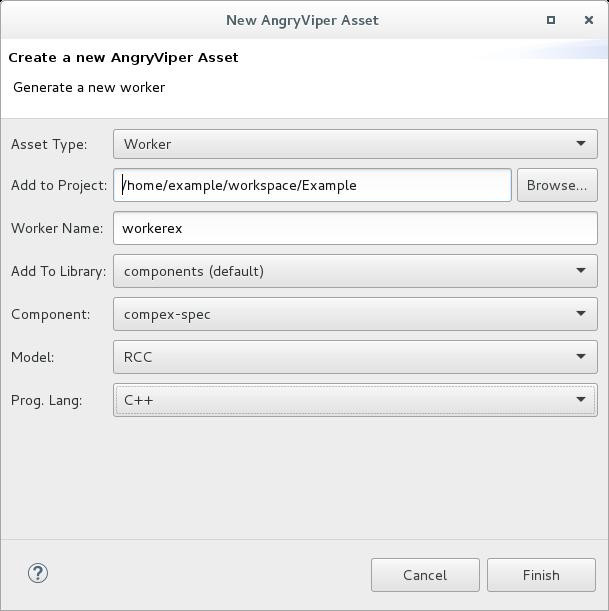 New AngryViper Asset
Create a new AngryViper Asset
Generate a new worker
Asset Type: Worker
Add to Project: /home/example/workspace/Example Browse...
Worker Name: workerex
Add To Library: components (default)
Component: compex-spec
Model: RCC
Prog. Lang: C++
? Cancel Finish